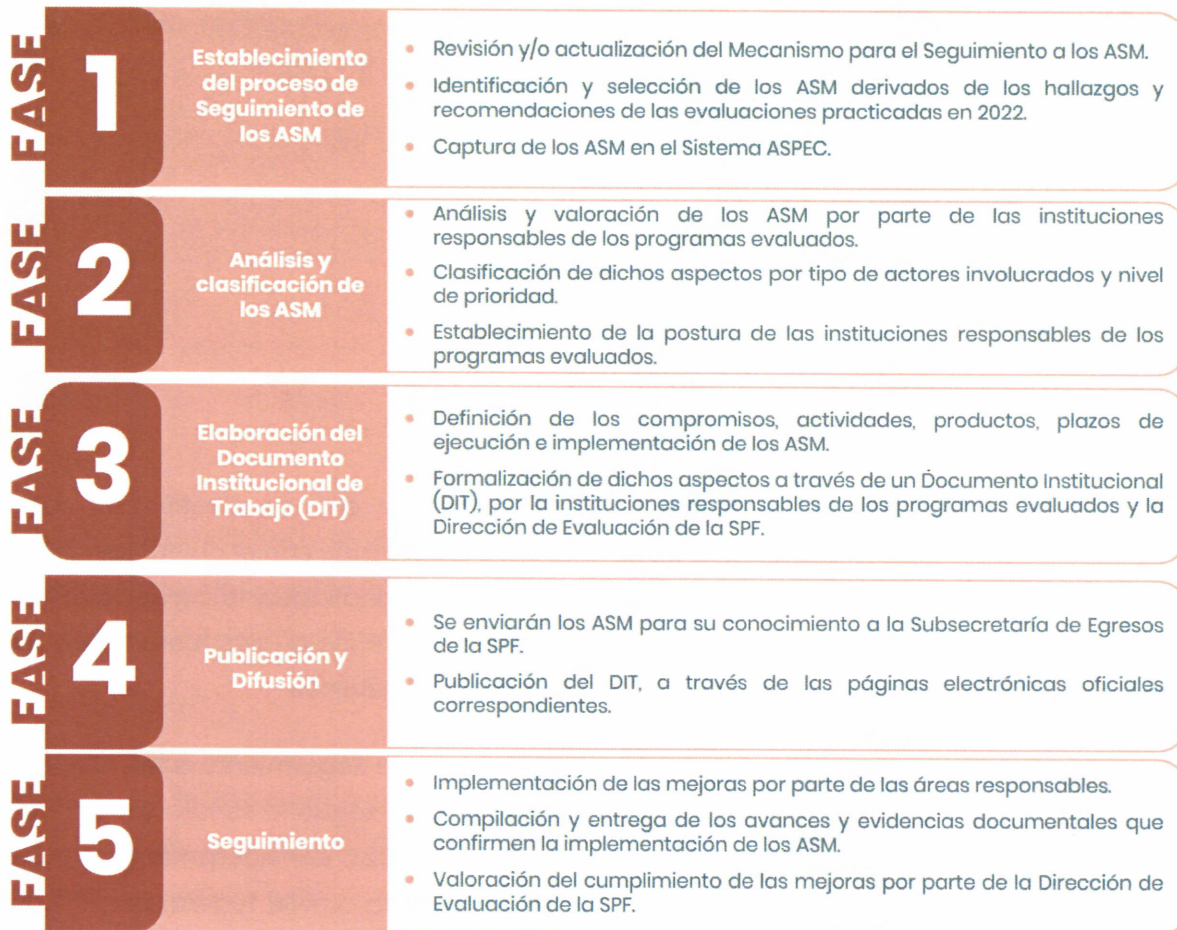 FASE
1
Establecimiento
del proceso de
Seguimiento de
los ASM
• Revisión y/o actualización del Mecanismo para el Seguimiento a los ASM.
• Identificación y selección de los ASM derivados de los hallazgos y
recomendaciones de las evaluaciones practicadas en 2022.
• Captura de los ASM en el Sistema ASPEC.
FASE
2
Análisis y
clasificación de
los ASM
• Análisis y valoración de los ASM por parte de las instituciones
responsables de los programas evaluados.
• Clasificación de dichos aspectos por tipo de actores involucrados y nivel
de prioridad.
• Establecimiento de la postura de las instituciones responsables de los
programas evaluados.
FASE
3
Elaboración del
Documento
Institucional de
Trabajo (DIT)
• Definición de los compromisos, actividades, productos, plazos de
ejecución e implementación de los ASM.
• Formalización de dichos aspectos a través de un Documento Institucional
(DIT), por la instituciones responsables de los programas evaluados y la
Dirección de Evaluación de la SPF.
FASE
4
Publicación y
Difusión
• Se enviarán los ASM para su conocimiento a la Subsecretaría de Egresos
de la SPF.
• Publicación del DIT, a través de las páginas electrónicas oficiales
correspondientes.
FASE
5
Seguimiento
• Implementación de las mejoras por parte de las áreas responsables.
• Compilación y entrega de los avances y evidencias documentales que
confirmen la implementación de los ASM.
• Valoración del cumplimiento de las mejoras por parte de la Dirección de
Evaluación de la SPF.